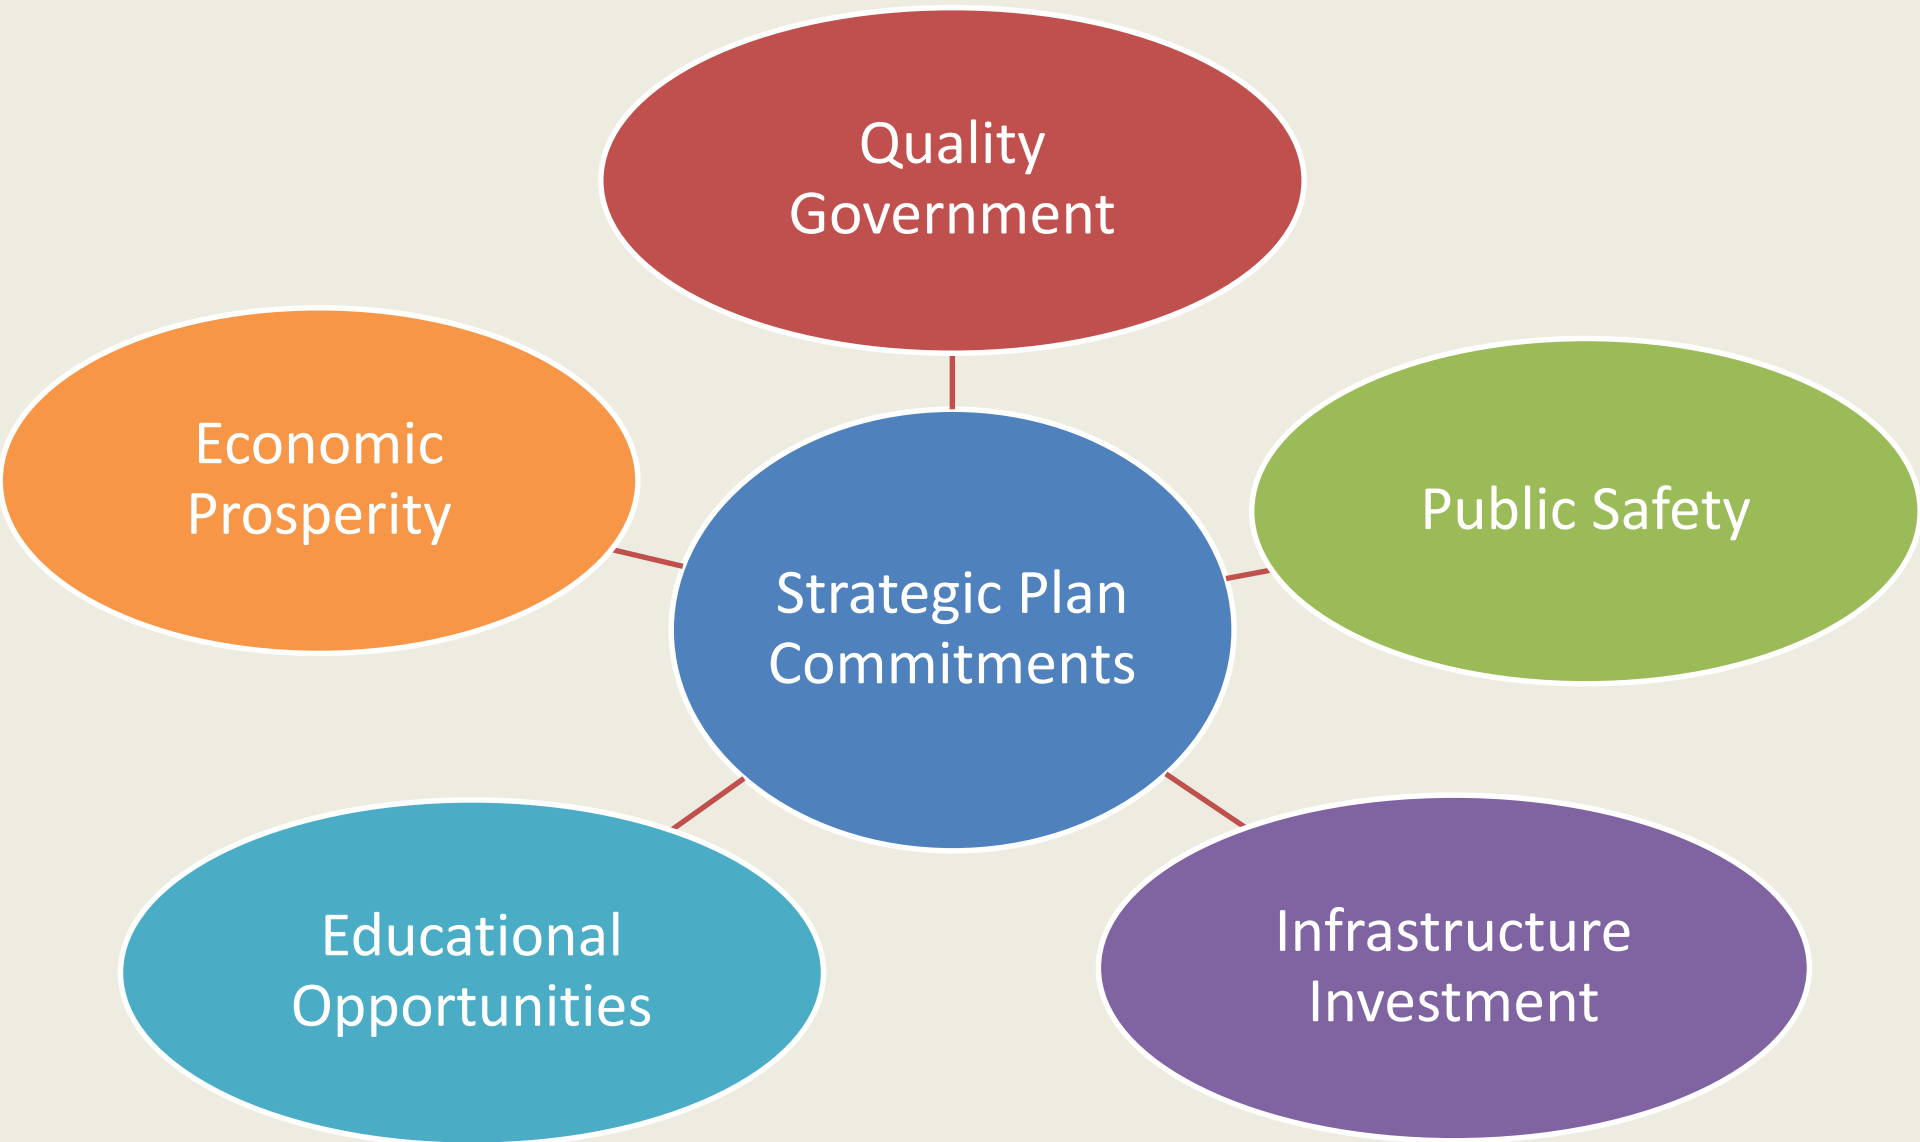 Quality
Government
Economic
Prosperity
Public Safety
Strategic Plan
Commitments
Educational
Opportunities
Infrastructure
Investment